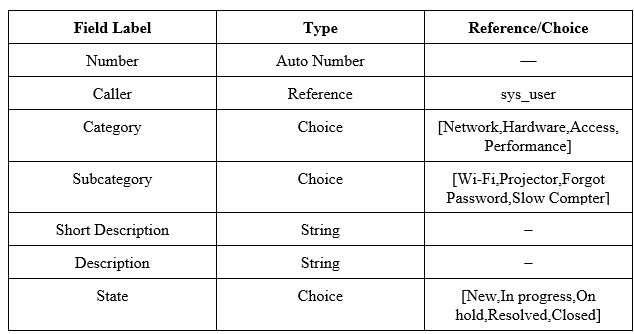 Field Label Type Reference/Choice
Number Auto Number —
Caller Reference sys_user
Category Choice [Network,Hardware,Access,
Performance]
Subcategory Choice [Wi-Fi,Projector,Forgot
Password,Slow Compter]
Short Description String –
Description String –
State Choice [New,In progress,On
hold,Resolved,Closed]